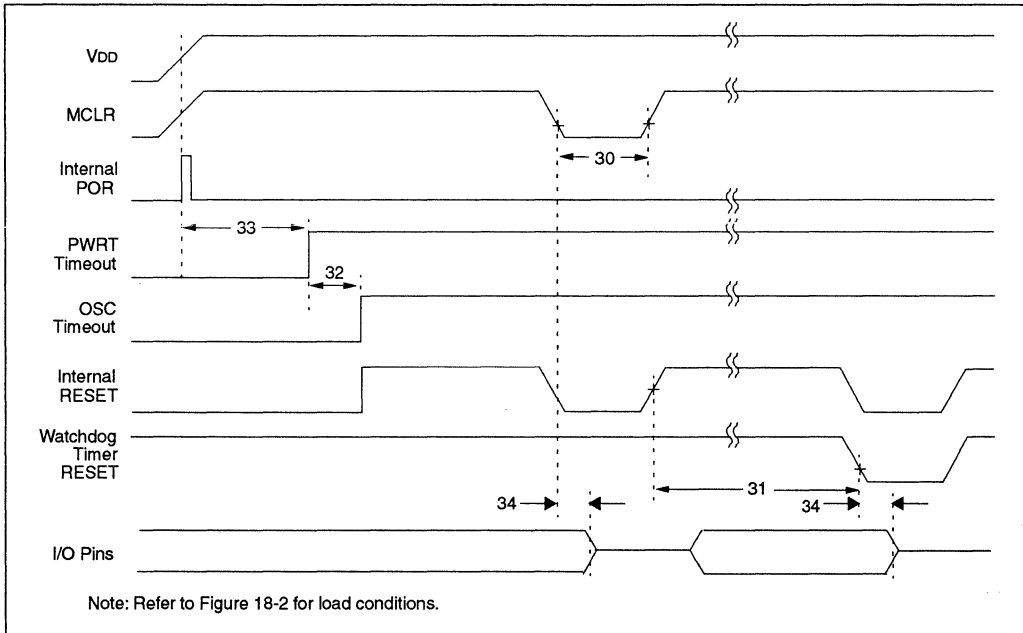 VDD
MCLR
30
Internal
POR
33
PWRT
Timeout
32
OSC
Timeout
Internal
RESET
Watchdog
Timer
RESET
31
34
34
I/O Pins
Note: Refer to Figure 18-2 for load conditions.